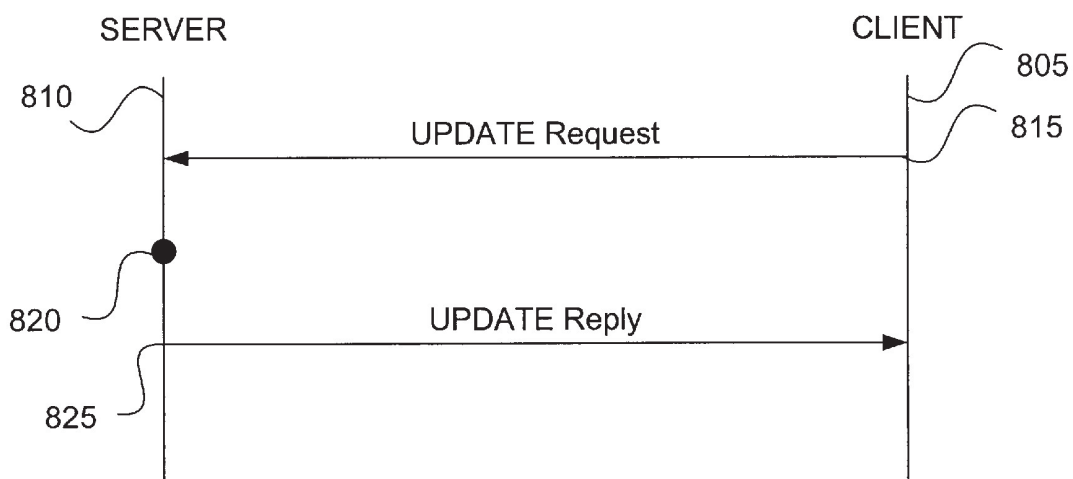 SERVER
CLIENT
805
810
815
UPDATE Request
820
UPDATE Reply
825